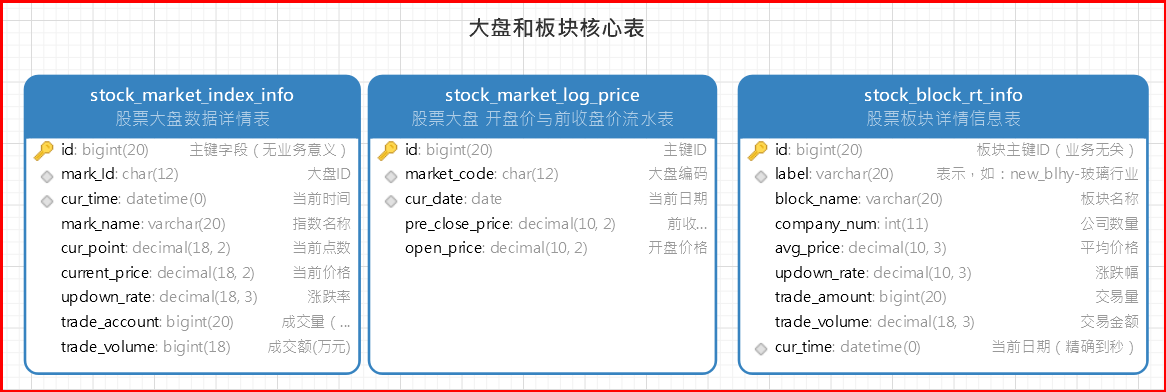 大盘和板块核心表
stock_market_index_info
股票大盘数据详情表
id: bigint(20) 主键字段（无业务意义）
mark_Id: char(12) 大盘ID
cur_time: datetime(0) 当前时间
mark_name: varchar(20) 指数名称
cur_point: decimal(18, 2) 当前点数
current_price: decimal(18, 2) 当前价格
updown_rate: decimal(18, 3) 涨跌率
trade_account: bigint(20) 成交量（...
trade_volume: bigint(18) 成交额(万元)
stock_market_log_price
股票大盘 开盘价与前收盘价流水表
id: bigint(20) 主键ID
market_code: char(12) 大盘编码
cur_date: date 当前日期
pre_close_price: decimal(10, 2) 前收...
open_price: decimal(10, 2) 开盘价格
stock_block_rt_info
股票板块详情信息表
id: bigint(20) 板块主键ID（业务无关）
label: varchar(20) 表示，如：new_blhy-玻璃行业
block_name: varchar(20) 板块名称
company_num: int(11) 公司数量
avg_price: decimal(10, 3) 平均价格
updown_rate: decimal(10, 3) 涨跌幅
trade_amount: bigint(20) 交易量
trade_volume: decimal(18, 3) 交易金额
cur_time: datetime(0) 当前日期（精确到秒）